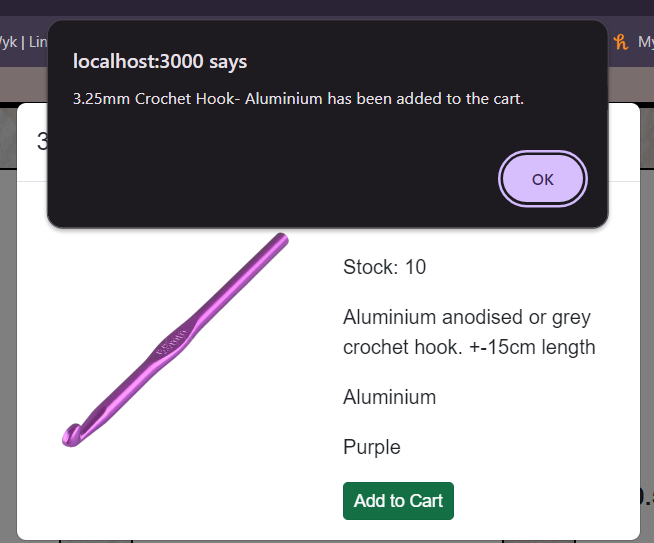 yk | Lin
My
localhost:3000 says
3.25mm Crochet Hook- Aluminium has been added to the cart.
OK
3
Stock: 10
Aluminium anodised or grey
crochet hook. +-15cm length
Aluminium
Purple
Add to Cart